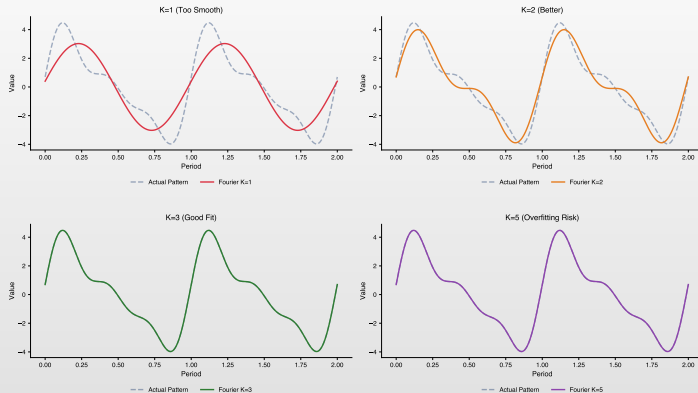 K=1 (Too Smooth)
4
2
0
−2
−4
Value
0.00 0.25 0.50 0.75 1.00 1.25 1.50 1.75 2.00
Period
Actual Pattern Fourier K=1
K=2 (Better)
4
2
0
−2
−4
Value
0.00 0.25 0.50 0.75 1.00 1.25 1.50 1.75 2.00
Period
Actual Pattern Fourier K=2
K=3 (Good Fit)
4
2
0
−2
−4
Value
0.00 0.25 0.50 0.75 1.00 1.25 1.50 1.75 2.00
Period
Actual Pattern Fourier K=3
K=5 (Overfitting Risk)
4
2
0
−2
−4
Value
0.00 0.25 0.50 0.75 1.00 1.25 1.50 1.75 2.00
Period
Actual Pattern Fourier K=5